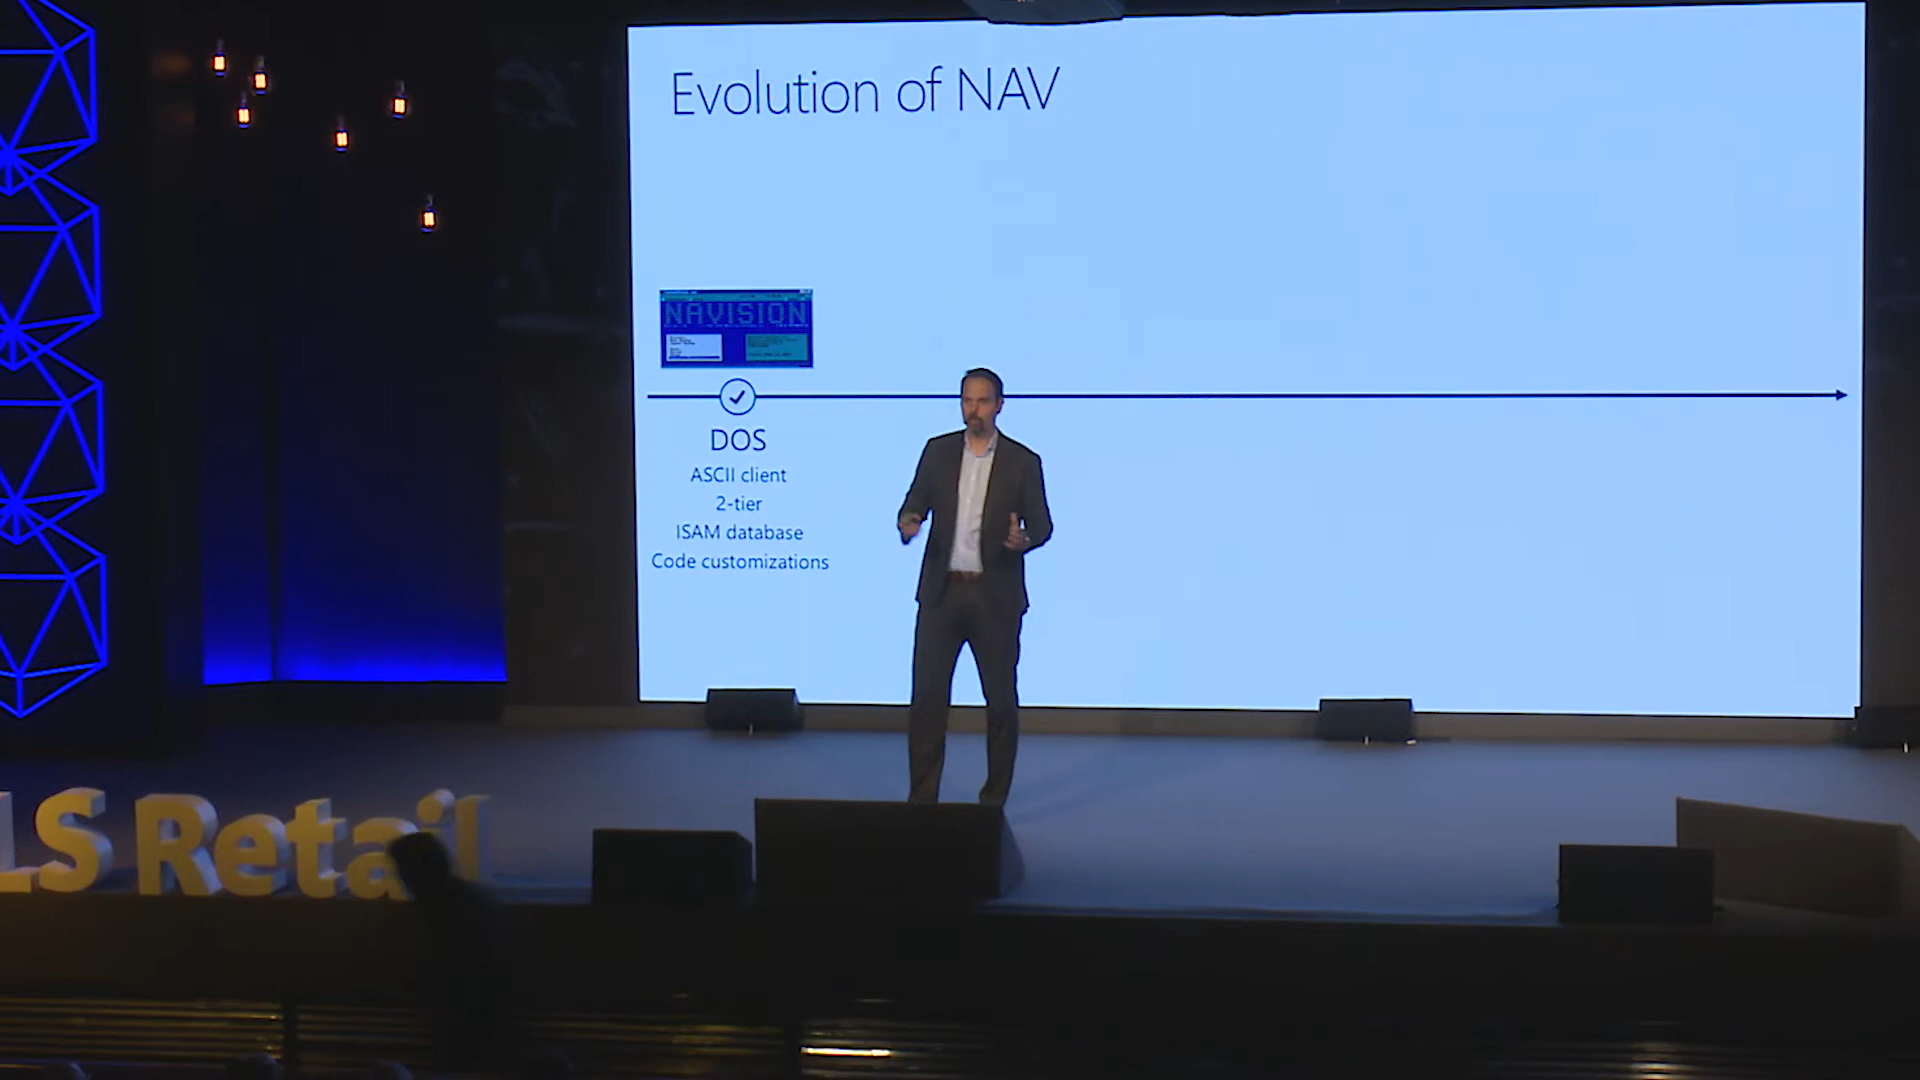 Evolution of NAV
NAVISION
DOS
ASCII client
2-tier
ISAM database
Code customizations
LS Retail